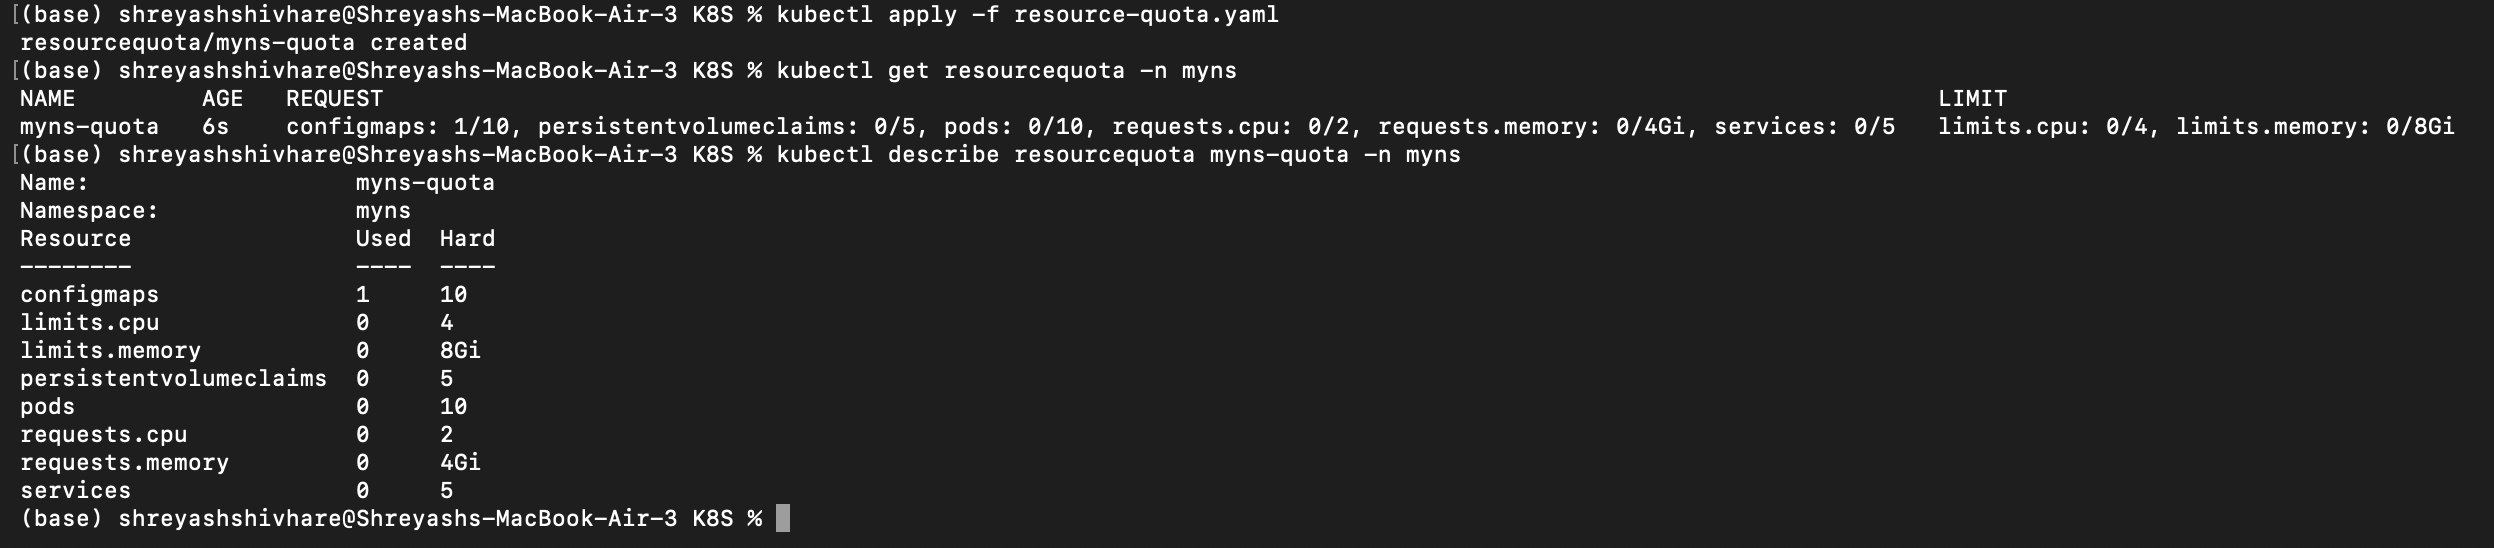 [(base) shreyashshivhare@Shreyashs-MacBook-Air-3 K8S % kubectl apply -f resource-quota.yaml
resourcequota/myns-quota created
[(base) shreyashshivhare@Shreyashs-MacBook-Air-3 K8S % kubectl get resourcequota -n myns
NAME         AGE   REQUEST                                                                                                               LIMIT
myns-quota   6s    configmaps: 1/10, persistentvolumeclaims: 0/5, pods: 0/10, requests.cpu: 0/2, requests.memory: 0/4Gi, services: 0/5   limits.cpu: 0/4, limits.memory: 0/8Gi
[(base) shreyashshivhare@Shreyashs-MacBook-Air-3 K8S % kubectl describe resourcequota myns-quota -n myns
Name:                   myns-quota
Namespace:              myns
Resource                Used  Hard
--------                ----  ----
configmaps              1     10
limits.cpu              0     4
limits.memory           0     8Gi
persistentvolumeclaims  0     5
pods                    0     10
requests.cpu            0     2
requests.memory         0     4Gi
services                0     5
(base) shreyashshivhare@Shreyashs-MacBook-Air-3 K8S %